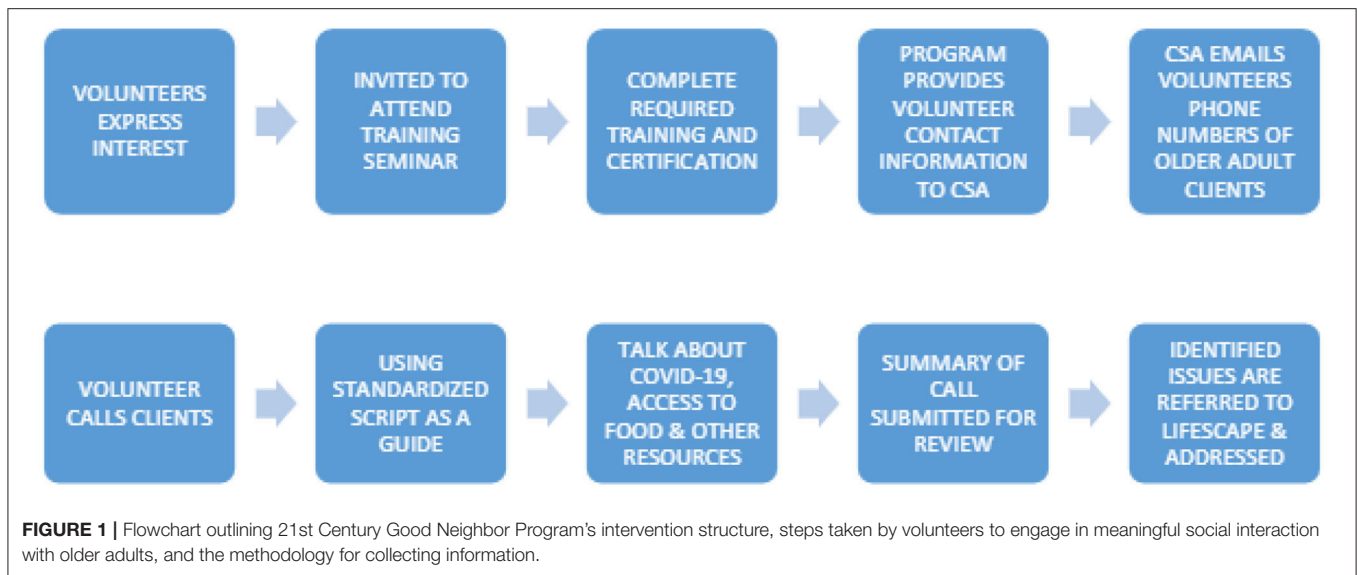 VOLUNTEERS
EXPRESS
INTEREST
INVITED TO
ATTEND
TRAINING
SEMINAR
COMPLETE
REQUIRED
TRAINING AND
CERTIFICATION
PROGRAM
PROVIDES
VOLUNTEER
CONTACT
INFORMATION
TO CSA
CSA EMAILS
VOLUNTEERS
PHONE
NUMBERS OF
OLDER ADULT
CLIENTS
VOLUNTEER
CALLS CLIENTS
USING
STANDARDIZED
SCRIPT AS A
GUIDE
TALK ABOUT
COVID-19,
ACCESS TO
FOOD & OTHER
RESOURCES
SUMMARY OF
CALL
SUBMITTED FOR
REVIEW
IDENTIFIED
ISSUES ARE
REFERRED TO
LIFESCAPE &
ADDRESSED
FIGURE 1 | Flowchart outlining 21st Century Good Neighbor Program's intervention structure, steps taken by volunteers to engage in meaningful social interaction
with older adults, and the methodology for collecting information.